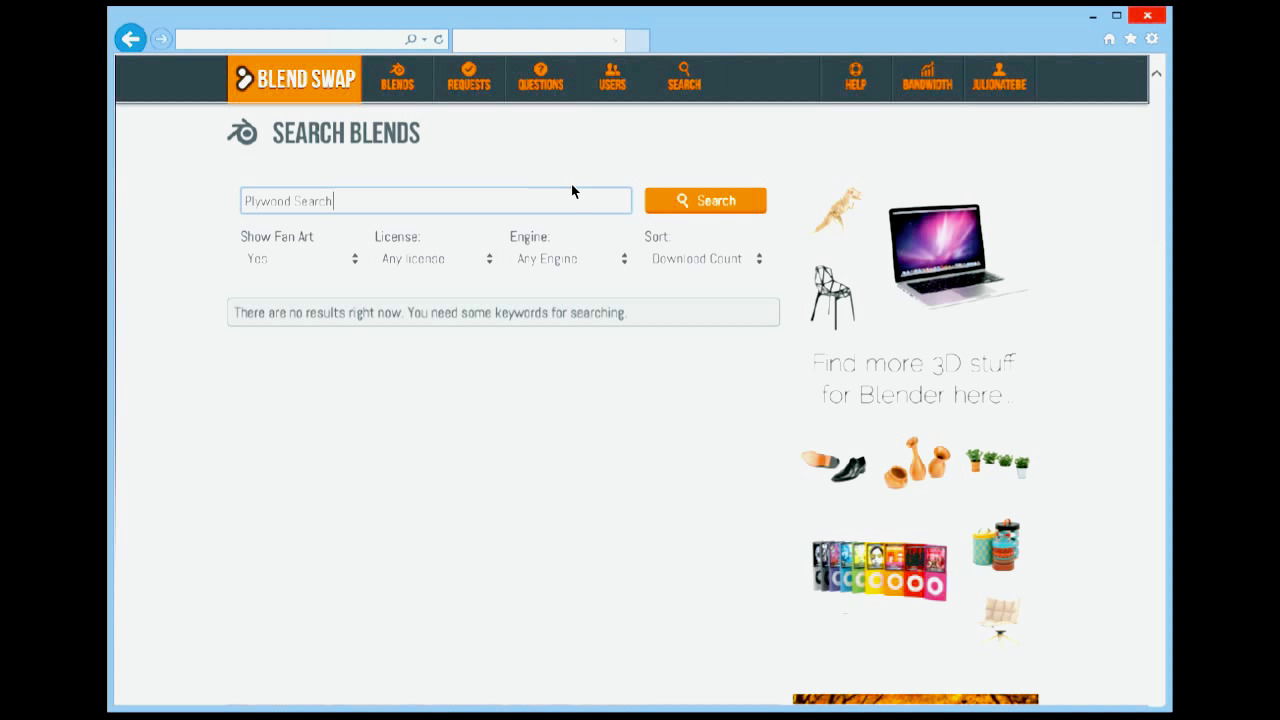 BLEND SWAP
BLENDS
REQUESTS
QUESTIONS
USERS
SEARCH
HELP
BANDWIDTH
JULIONATEBE
SEARCH BLENDS
Plywood Search
Search
Show Fan Art
License:
Engine:
Sort:
Yes
Any license
Any Engine
Download Count
There are no results right now. You need some keywords for searching.
Find more 3D stuff
for Blender here...